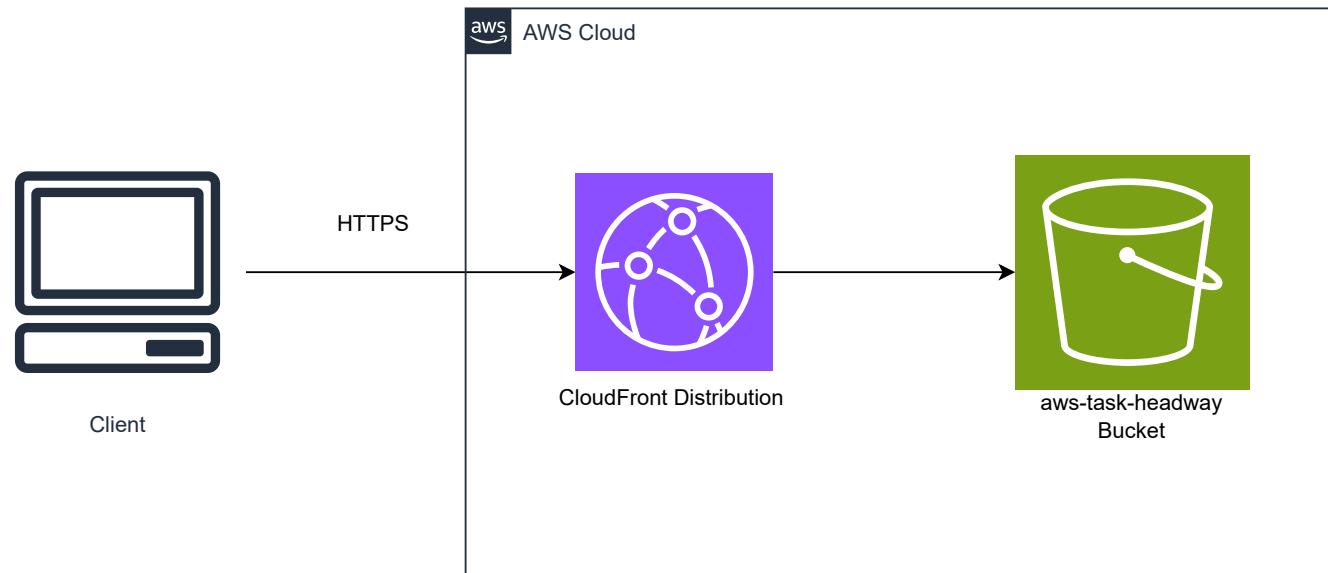 aws
AWS Cloud
HTTPS
CloudFront Distribution
aws-task-headway
Bucket
Client